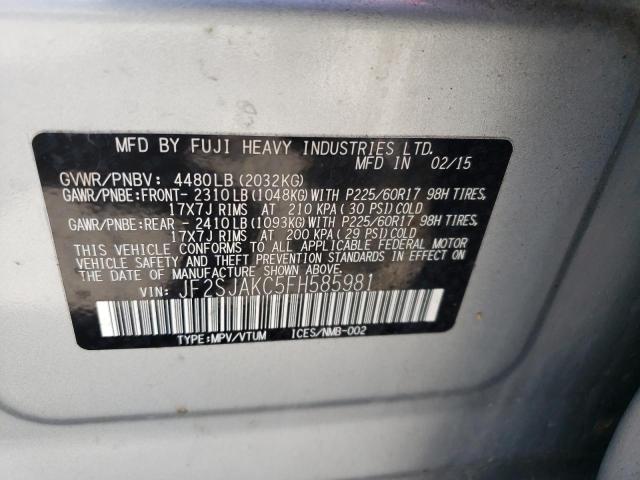 MFD BY FUJI HEAVY INDUSTRIES LTD.
MFD IN 02/15
GVWR/PNBV: 4480LB (2032KG)
GAWR/PNBE:FRONT- 2310LB(1048KG)WITH P225/60R17 98H TIRES,
17X7J RIMS AT 210 KPA (30 PSI)COLD
GAWR/PNBE:REAR - 2410LB(1093KG)WITH P225/60R17 98H TIRES,
17X7J RIMS AT 200 KPA (29 PSI)COLD
THIS VEHICLE CONFORMS TO ALL APPLICABLE FEDERAL MOTOR
VEHICLE SAFETY AND THEFT PREVENTION STANDARDS IN EFFECT
ON THE DATE OF MANUFACTURE SHOWN ABOVE.
VIN: JF2SJAKC5FH585981
TYPE:MPV/VTUM ICES/NMB-002